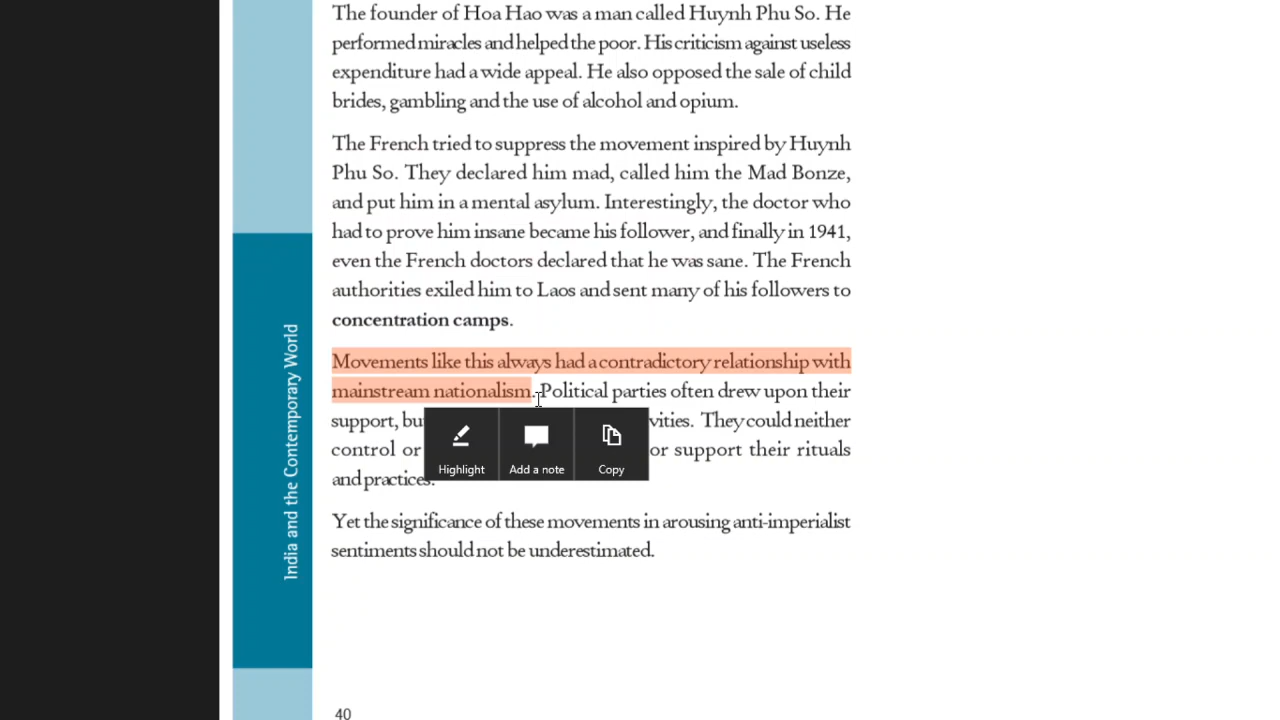 The founder of Hoa Hao was a man called Huynh Phu So. He
performed miracles and helped the poor. His criticism against useless
expenditure had a wide appeal. He also opposed the sale of child
brides, gambling and the use of alcohol and opium.
The French tried to suppress the movement inspired by Huynh
Phu So. They declared him mad, called him the Mad Bonze,
and put him in a mental asylum. Interestingly, the doctor who
had to prove him insane became his follower, and finally in 1941,
even the French doctors declared that he was sane. The French
authorities exiled him to Laos and sent many of his followers to
concentration camps.
Movements like this always had a contradictory relationship with
mainstream nationalism. Political parties often drew upon their
support, They could neither
control or support their rituals
and practices.
Highlight Add a note Copy
Yet the significance of these movements in arousing anti-imperialist
sentiments should not be underestimated.
India and the Contemporary World
40